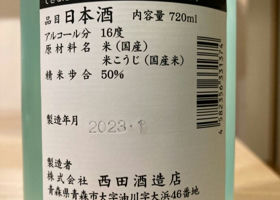 品目 日本酒 内容量 720ml
アルコール分 16度
原材料名 米(国産)
米こうじ(国産米)
精米歩合 50%
製造年月 2023.1
製造者
株式会社 西田酒造店
青森県青森市大字油川字大浜46番地